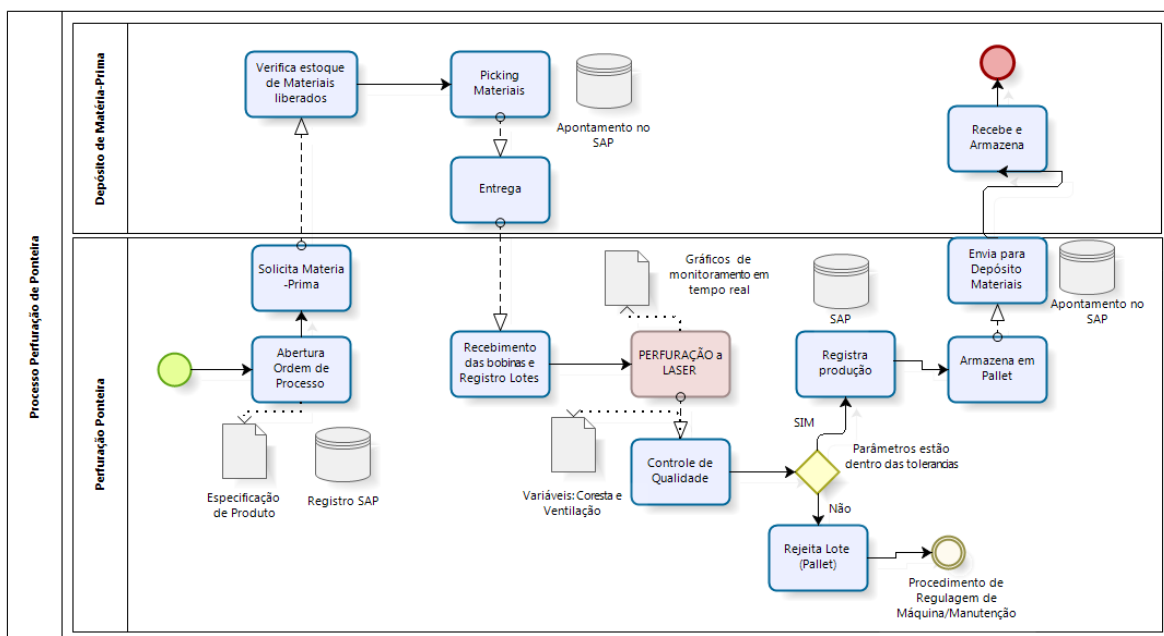 Processo Perfuração de Ponteira
Depósito de Matéria-Prima
Verifica estoque
de Materiais
liberados
Picking
Materiais
Apontamento no
SAP
Entrega
Recebe e
Armazena
Perfuração Ponteira
Solicita Materia
-Prima
Abertura
Ordem de
Processo
Especificação
de Produto
Registro SAP
Recebimento
das bobinas e
Registro Lotes
Gráficos de
monitoramento em
tempo real
PERFURAÇÃO a
LASER
Variáveis: Coresta e
Ventilação
Controle de
Qualidade
SIM
Parâmetros estão
dentro das tolerancias
Não
SAP
Registra
produção
Armazena em
Pallet
Envia para
Depósito
Materiais
Apontamento no
SAP
Rejeita Lote
(Pallet)
Procedimento de
Regulagem de
Máquina/Manutenção